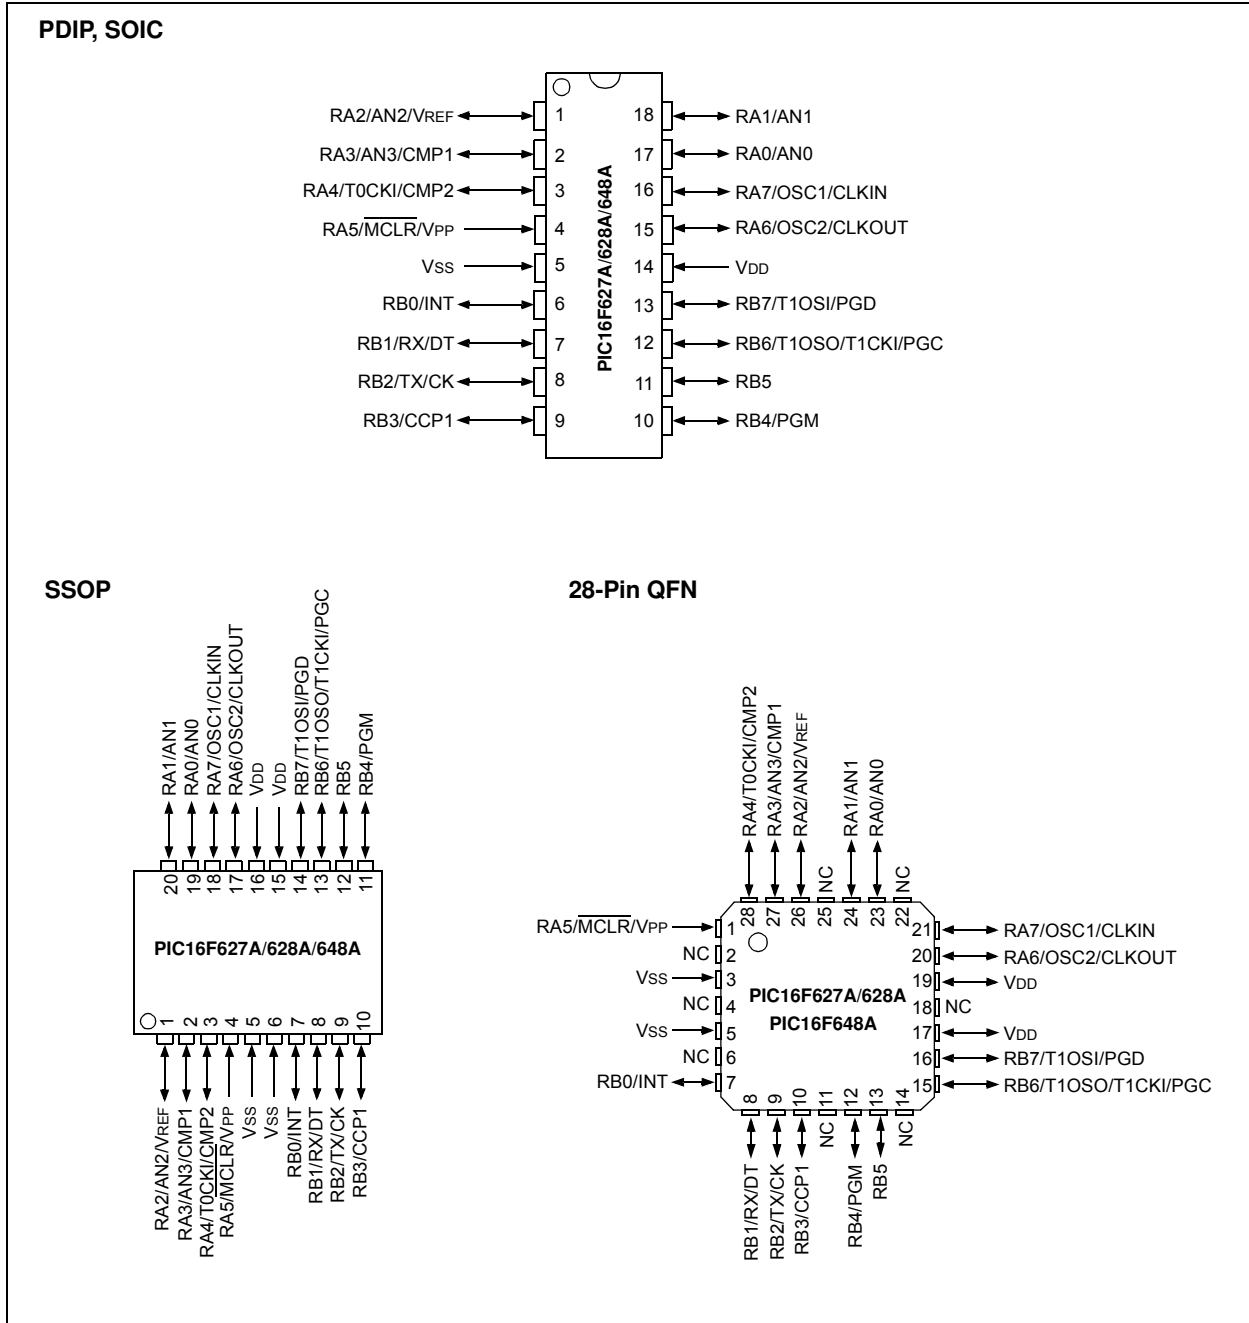 PDIP, SOIC
RA2/AN2/VREF 1 18 RA1/AN1
RA3/AN3/CMP1 2 17 RA0/AN0
RA4/T0CKI/CMP2 3 16 RA7/OSC1/CLKIN
RA5/MCLR/VPP 4 15 RA6/OSC2/CLKOUT
VSS 5 14 VDD
RB0/INT 6 13 RB7/T1OSI/PGD
RB1/RX/DT 7 12 RB6/T1OSO/T1CKI/PGC
RB2/TX/CK 8 11 RB5
RB3/CCP1 9 10 RB4/PGM
PIC16F627A/628A/648A
SSOP
RA1/AN1
RA0/AN0
RA7/OSC1/CLKIN
RA6/OSC2/CLKOUT
VDD
VDD
RB7/T1OSI/PGD
RB6/T1OSO/T1CKI/PGC
RB5
RB4/PGM
20 19 18 17 16 15 14 13 12 11
PIC16F627A/628A/648A
1 2 3 4 5 6 7 8 9 10
RA2/AN2/VREF
RA3/AN3/CMP1
RA4/T0CKI/CMP2
RA5/MCLR/VPP
VSS
VSS
RB0/INT
RB1/RX/DT
RB2/TX/CK
RB3/CCP1
28-Pin QFN
RA4/T0CKI/CMP2
RA3/AN3/CMP1
RA2/AN2/VREF
NC
RA1/AN1
RA0/AN0
NC
28 27 26 25 24 23 22
RA5/MCLR/VPP 1
NC 2
VSS 3
NC 4
VSS 5
NC 6
RB0/INT 7
PIC16F627A/628A
PIC16F648A
21 RA7/OSC1/CLKIN
20 RA6/OSC2/CLKOUT
19 VDD
18 NC
17 VDD
16 RB7/T1OSI/PGD
15 RB6/T1OSO/T1CKI/PGC
8 9 10 11 12 13 14
RB1/RX/DT
RB2/TX/CK
RB3/CCP1
NC
RB4/PGM
RB5
NC